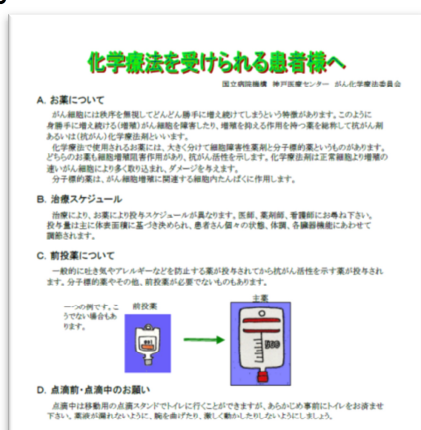 化学療法を受けられる患者様へ
国立病院機構 神戸医療センター がん化学療法委員会
A. お薬について
がん細胞には秩序を無視してどんどん勝手に増え続けてしまうという特徴があります。このように
身勝手に増え続ける(増殖)がん細胞を障害したり、増殖を抑える作用を持つ薬を総称して抗がん剤
あるいは(抗がん)化学療法剤といいます。
化学療法で使用されるお薬には、大きく分けて細胞障害性薬剤と分子標的薬というものがあります。
どちらのお薬も細胞増殖阻害作用があり、抗がん活性を示します。化学療法剤は正常細胞より増殖の
速いがん細胞により多く取り込まれ、ダメージを与えます。
分子標的薬は、がん細胞増殖に関連する細胞内たんぱくに作用します。
B. 治療スケジュール
治療により、お薬により投与スケジュールが異なります。医師、薬剤師、看護師にお尋ね下さい。
投与量は主に体表面積に基づき決められ、患者さん個々の状態、体調、各臓器機能にあわせて
調節されます。
C. 前投薬について
一般的に吐き気やアレルギーなどを防止する薬が投与されてから抗がん活性を示す薬が投与され
ます。分子標的薬やその他、前投薬が必要でないものもあります。
一つの例です。こ
うでない場合もあ
ります。
前投薬
主薬
D. 点滴前・点滴中のお願い
点滴中は移動用の点滴スタンドでトイレに行くことができますが、あらかじめ事前にトイレをお済ませ
下さい。薬液が漏れないように、腕を曲げたり、激しく動かしたりしないようにしましょう。